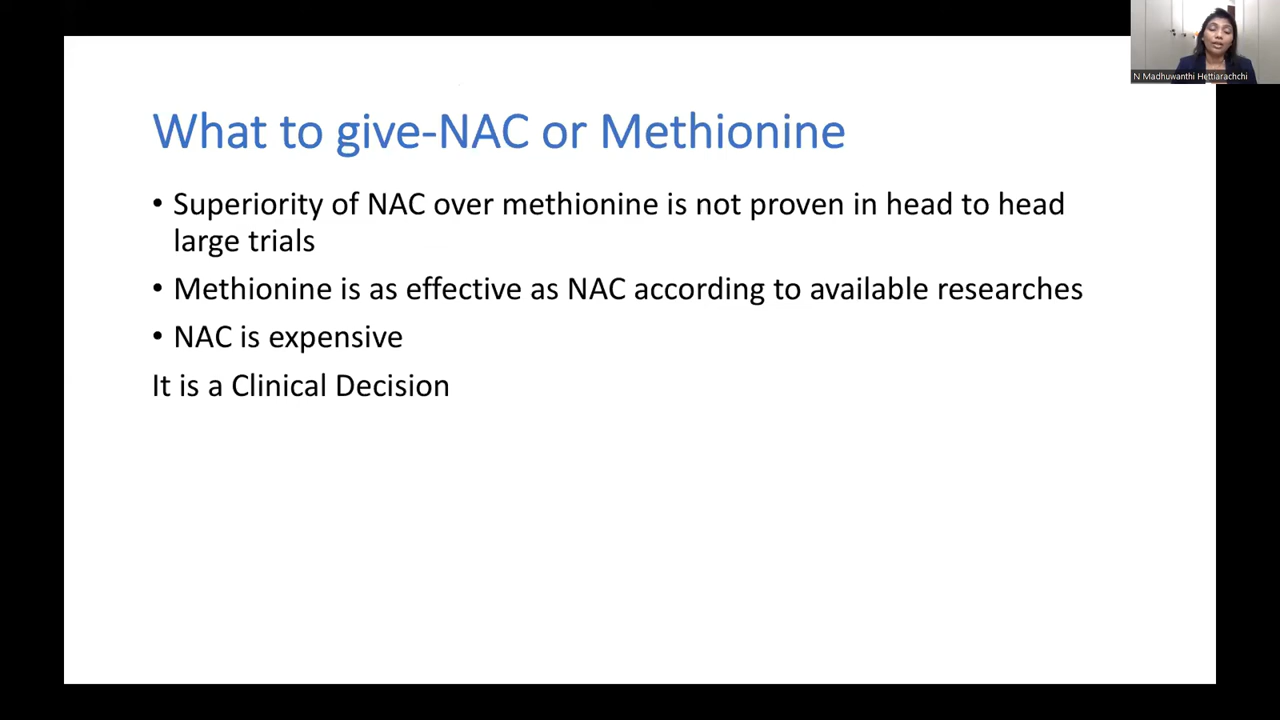 N Madhuwanthi Hettiarachchi
What to give-NAC or Methionine
• Superiority of NAC over methionine is not proven in head to head
large trials
• Methionine is as effective as NAC according to available researches
• NAC is expensive
It is a Clinical Decision